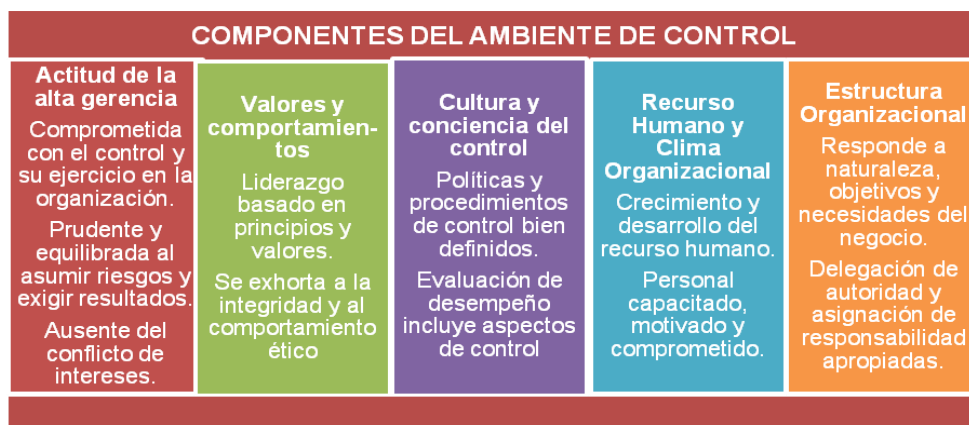 COMPONENTES DEL AMBIENTE DE CONTROL
Actitud de la
alta gerencia
Comprometida
con el control y
su ejercicio en la
organización.
Prudente y
equilibrada al
asumir riesgos y
exigir resultados.
Ausente del
conflicto de
intereses.
Valores y
comportamien-
tos
Liderazgo
basado en
principios y
valores.
Se exhorta a la
integridad y al
comportamiento
ético
Cultura y
conciencia del
control
Políticas y
procedimientos
de control bien
definidos.
Evaluación de
desempeño
incluye aspectos
de control
Recurso
Humano y
Clima
Organizacional
Crecimiento y
desarrollo del
recurso humano.
Personal
capacitado,
motivado y
comprometido.
Estructura
Organizacional
Responde a
naturaleza,
objetivos y
necesidades del
negocio.
Delegación de
autoridad y
asignación de
responsabilidad
apropiadas.